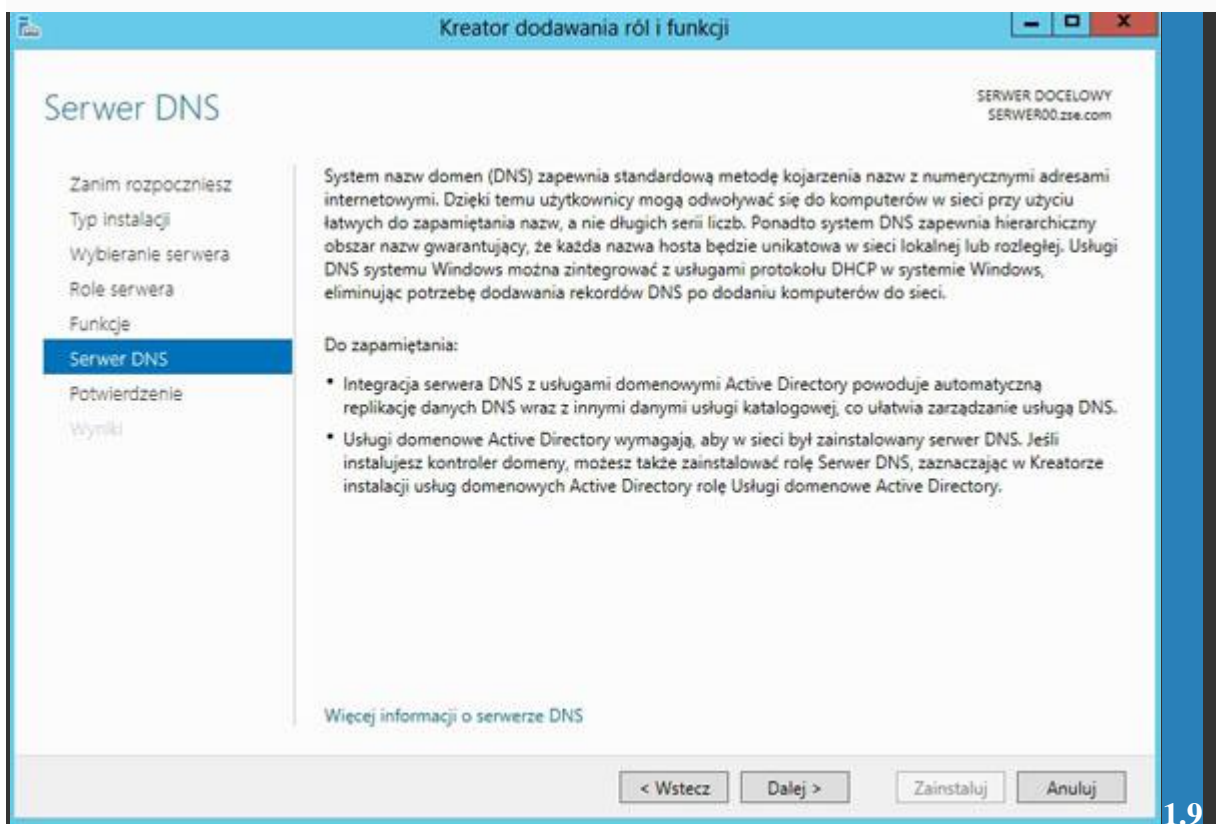 Kreator dodawania ról i funkcji
Serwer DNS
SERWER DOCELOWY
SERWER00.zse.com
Zanim rozpoczniesz
Typ instalacji
Wybieranie serwera
Role serwera
Funkcje
Serwer DNS
Potwierdzenie
Wyniki
System nazw domen (DNS) zapewnia standardową metodę kojarzenia nazw z numerycznymi adresami
internetowymi. Dzięki temu użytkownicy mogą odwoływać się do komputerów w sieci przy użyciu
łatwych do zapamiętania nazw, a nie długich serii liczb. Ponadto system DNS zapewnia hierarchiczny
obszar nazw gwarantujący, że każda nazwa hosta będzie unikatowa w sieci lokalnej lub rozległej. Usługi
DNS systemu Windows można zintegrować z usługami protokołu DHCP w systemie Windows,
eliminując potrzebę dodawania rekordów DNS po dodaniu komputerów do sieci.
Do zapamiętania:
• Integracja serwera DNS z usługami domenowymi Active Directory powoduje automatyczną
replikację danych DNS wraz z innymi danymi usługi katalogowej, co ułatwia zarządzanie usługą DNS.
• Usługi domenowe Active Directory wymagają, aby w sieci był zainstalowany serwer DNS. Jeśli
instalujesz kontroler domeny, możesz także zainstalować rolę Serwer DNS, zaznaczając w Kreatorze
instalacji usług domenowych Active Directory rolę Usługi domenowe Active Directory.
Więcej informacji o serwerze DNS
< Wstecz
Dalej >
Zainstaluj
Anuluj
1.9